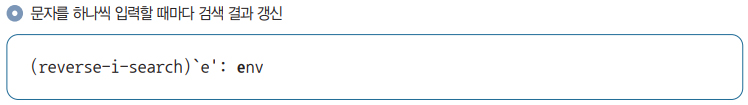 문자를 하나씩 입력할 때마다 검색 결과 갱신
(reverse-i-search)`e': env